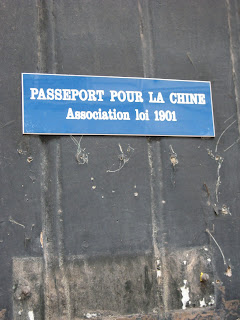 PASSEPORT POUR LA CHINE
Association loi 1901